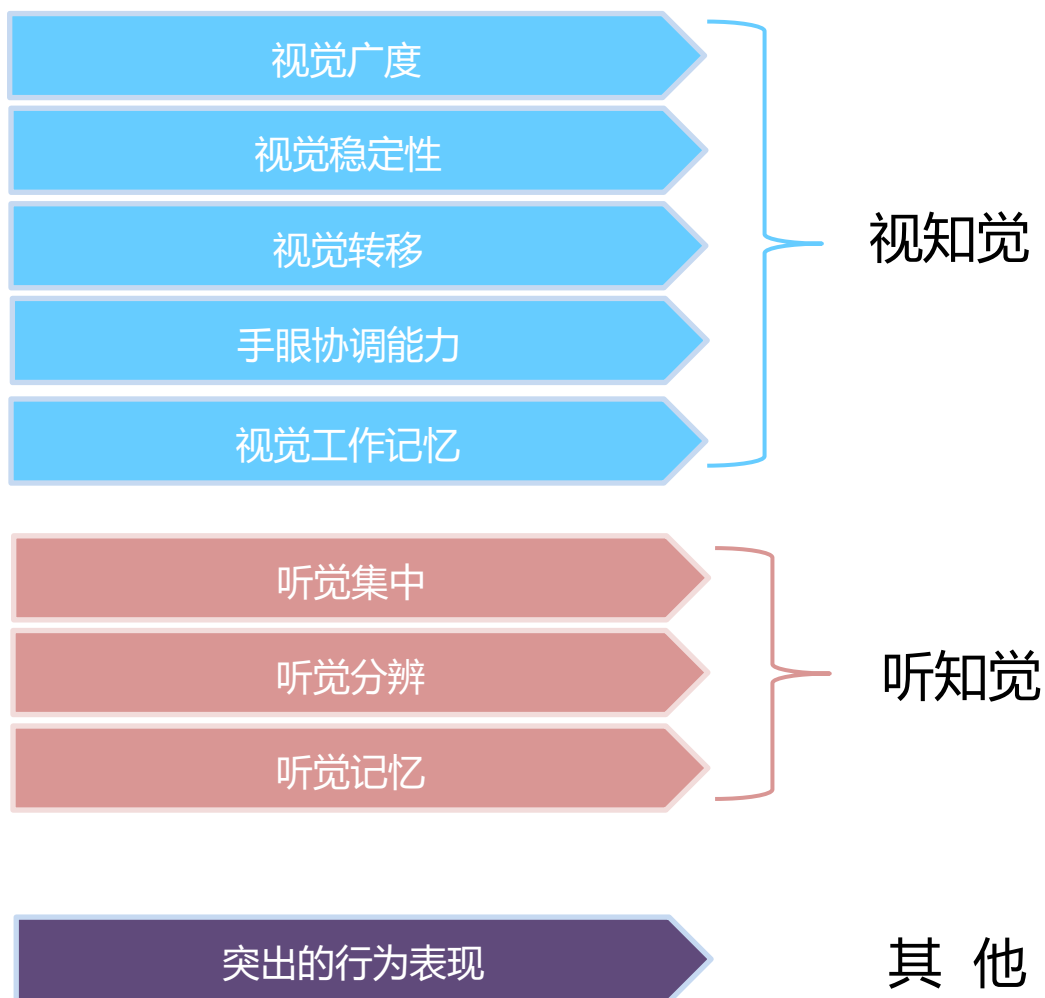 视觉广度
视觉稳定性
视觉转移
手眼协调能力
视觉工作记忆
视知觉
听觉集中
听觉分辨
听觉记忆
听知觉
突出的行为表现
其 他